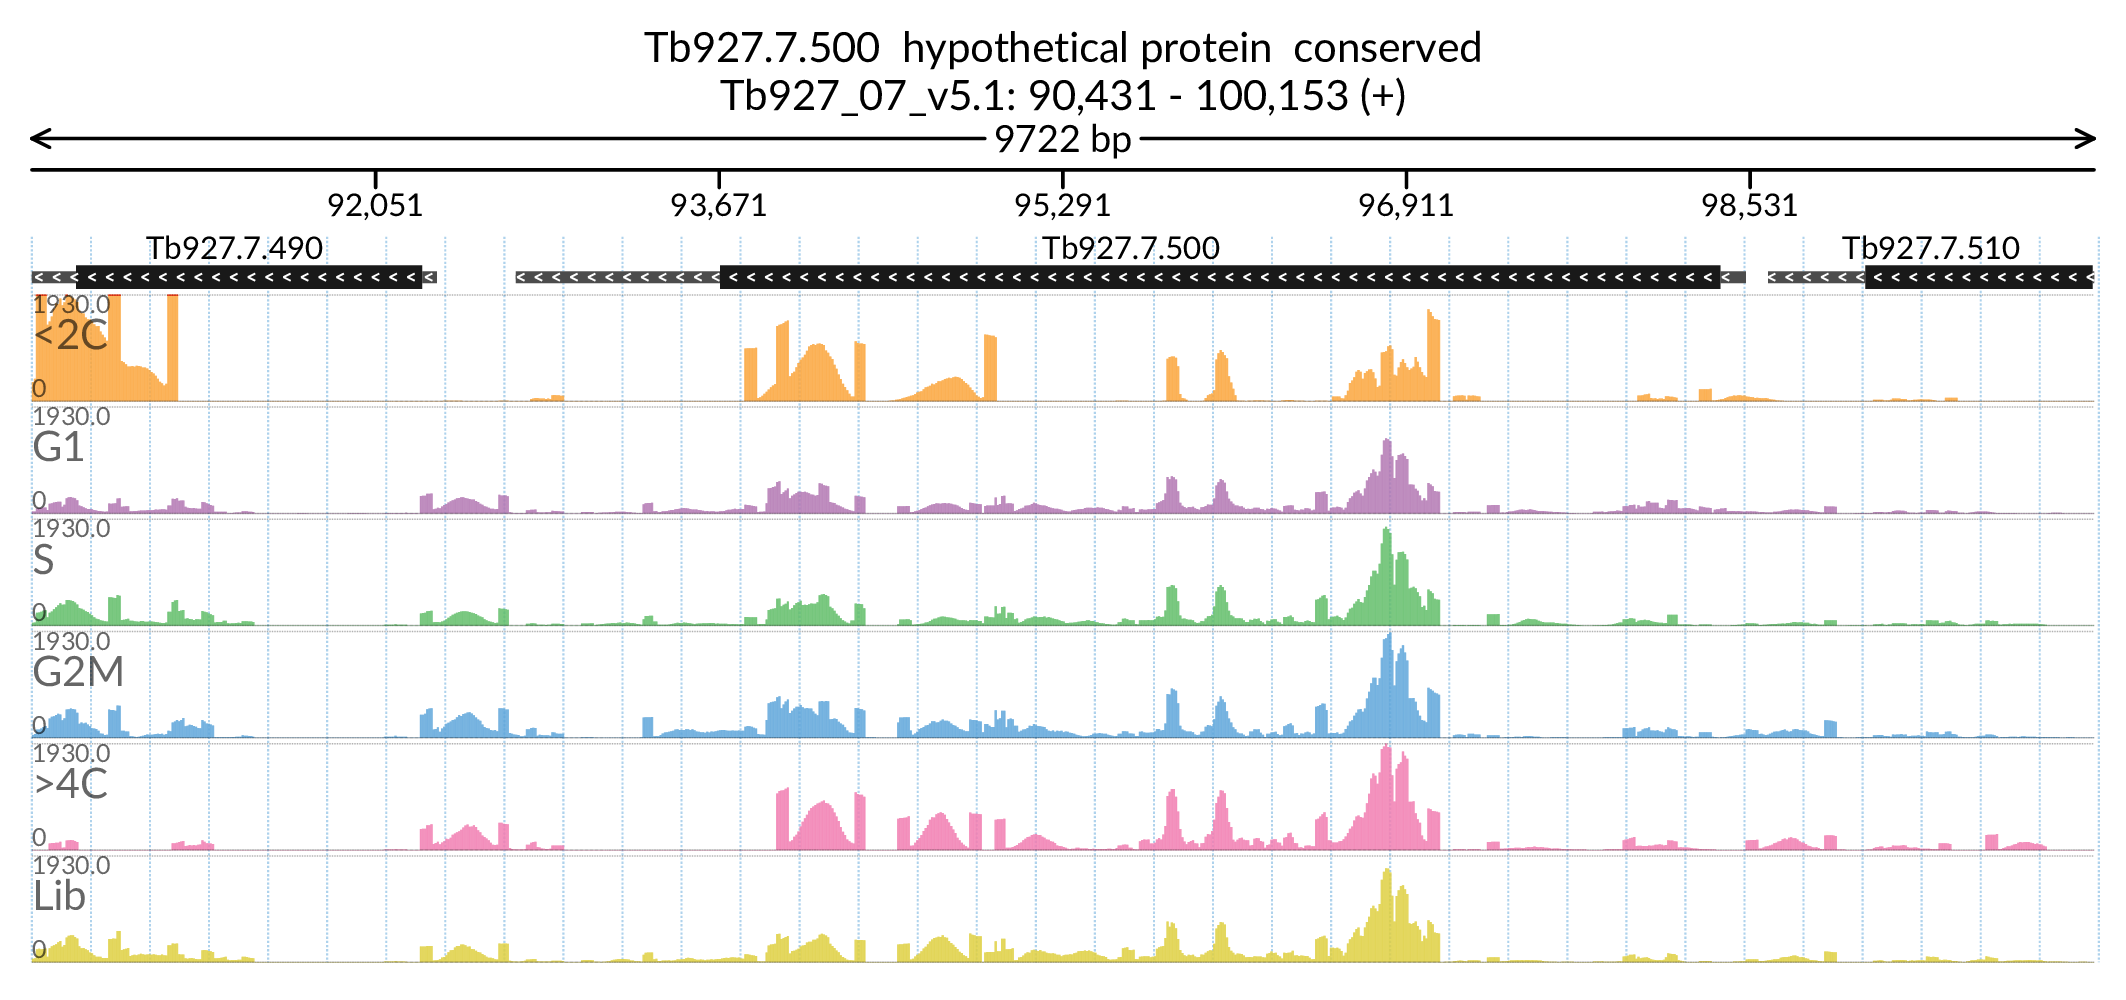 Tb927.7.500 hypothetical protein conserved
Tb927_07_v5.1: 90,431 - 100,153 (+)
9722 bp
92,051 93,671 95,291 96,911 98,531
Tb927.7.490 Tb927.7.500 Tb927.7.510
1930.0
<2C
0
1930.0
G1
0
1930.0
S
0
1930.0
G2M
0
1930.0
>4C
0
1930.0
Lib
0